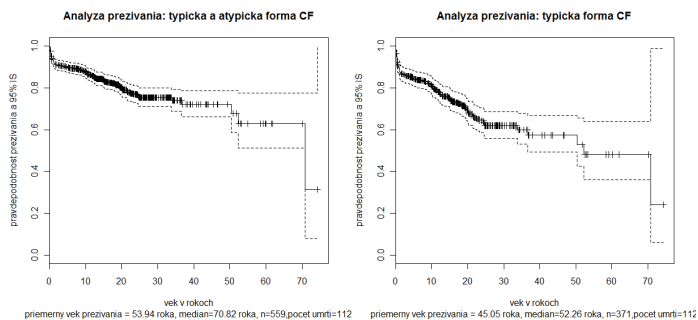 Analyza prezivania: typicka a atypicka forma CF
pravdepodobnost prezivania a 95% IS
1.0
0.8
0.6
0.4
0.2
0.0
0 10 20 30 40 50 60 70
vek v rokoch
priemerny vek prezivania = 53.94 roka, median=70.82 roka, n=559,pocet umrti=112
Analyza prezivania: typicka forma CF
pravdepodobnost prezivania a 95% IS
1.0
0.8
0.6
0.4
0.2
0.0
0 10 20 30 40 50 60 70
vek v rokoch
priemerny vek prezivania = 45.05 roka, median=52.26 roka, n=371,pocet umrti=112